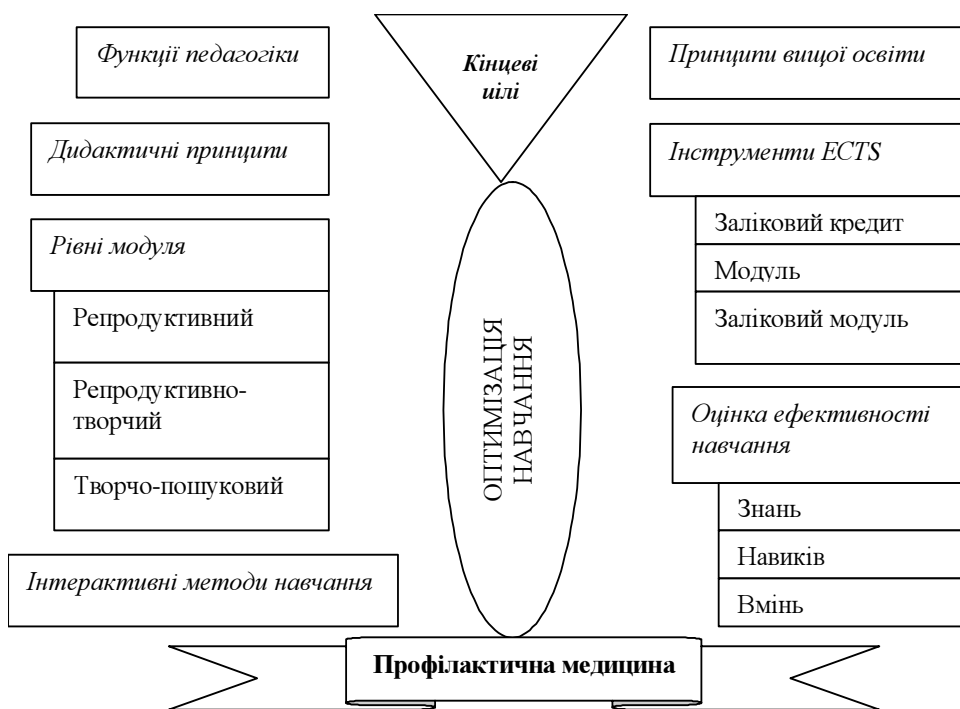 Функції педагогіки
Дидактичні принципи
Рівні модуля
Репродуктивний
Репродуктивно-
творчий
Творчо-пошуковий
Інтерактивні методи навчання
Кінцеві
цілі
ОПТИМІЗАЦІЯ
НАВЧАННЯ
Принципи вищої освіти
Інструменти ECTS
Заліковий кредит
Модуль
Заліковий модуль
Оцінка ефективності
навчання
Знань
Навиків
Вмінь
Профілактична медицина